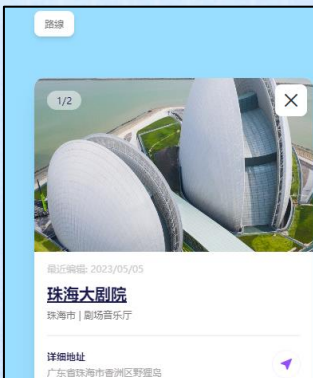 路線
1/2
最近编辑: 2023/05/05
珠海大剧院
珠海市 | 剧场音乐厅
详细地址
广东省珠海市香洲区野狸岛